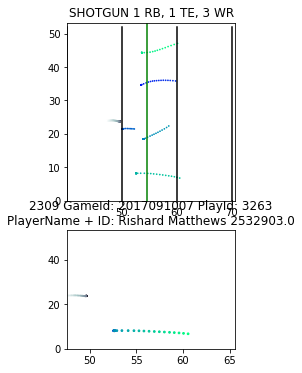 SHOTGUN 1 RB, 1 TE, 3 WR
50
40
30
20
10
0
50 60 70
2309 GameId: 2017091007 PlayId: 3263
PlayerName + ID: Rishard Matthews 2532903.0
40
20
0
50 55 60 65